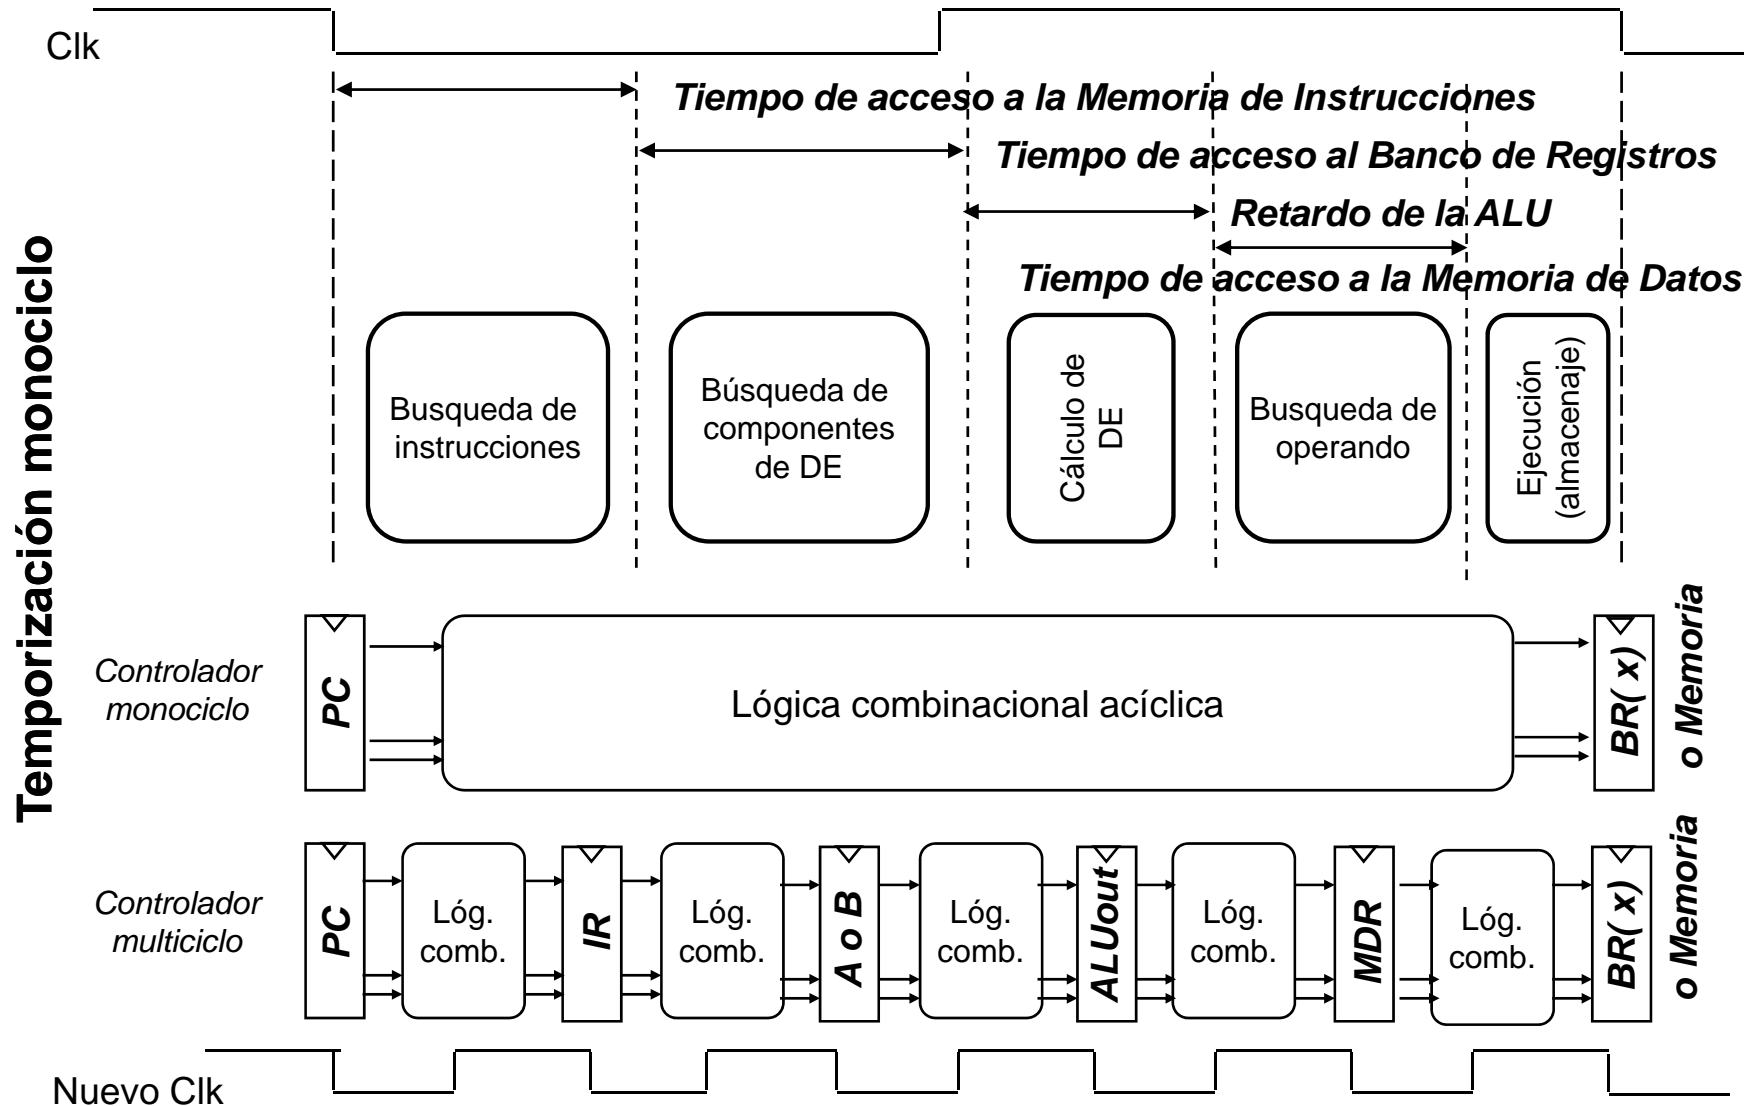 Clk
Tiempo de acceso a la Memoria de Instrucciones
Tiempo de acceso al Banco de Registros
Retardo de la ALU
Tiempo de acceso a la Memoria de Datos
Temporización monociclo
Busqueda de
instrucciones
Búsqueda de
componentes
de DE
Cálculo de
DE
Busqueda de
operando
Ejecución
(almacenaje)
Controlador
monociclo
PC
Lógica combinacional acíclica
BR( x)
o Memoria
Controlador
multiciclo
PC
Lóg.
comb.
IR
Lóg.
comb.
A o B
Lóg.
comb.
ALUout
Lóg.
comb.
MDR
Lóg.
comb.
BR( x)
o Memoria
Nuevo Clk